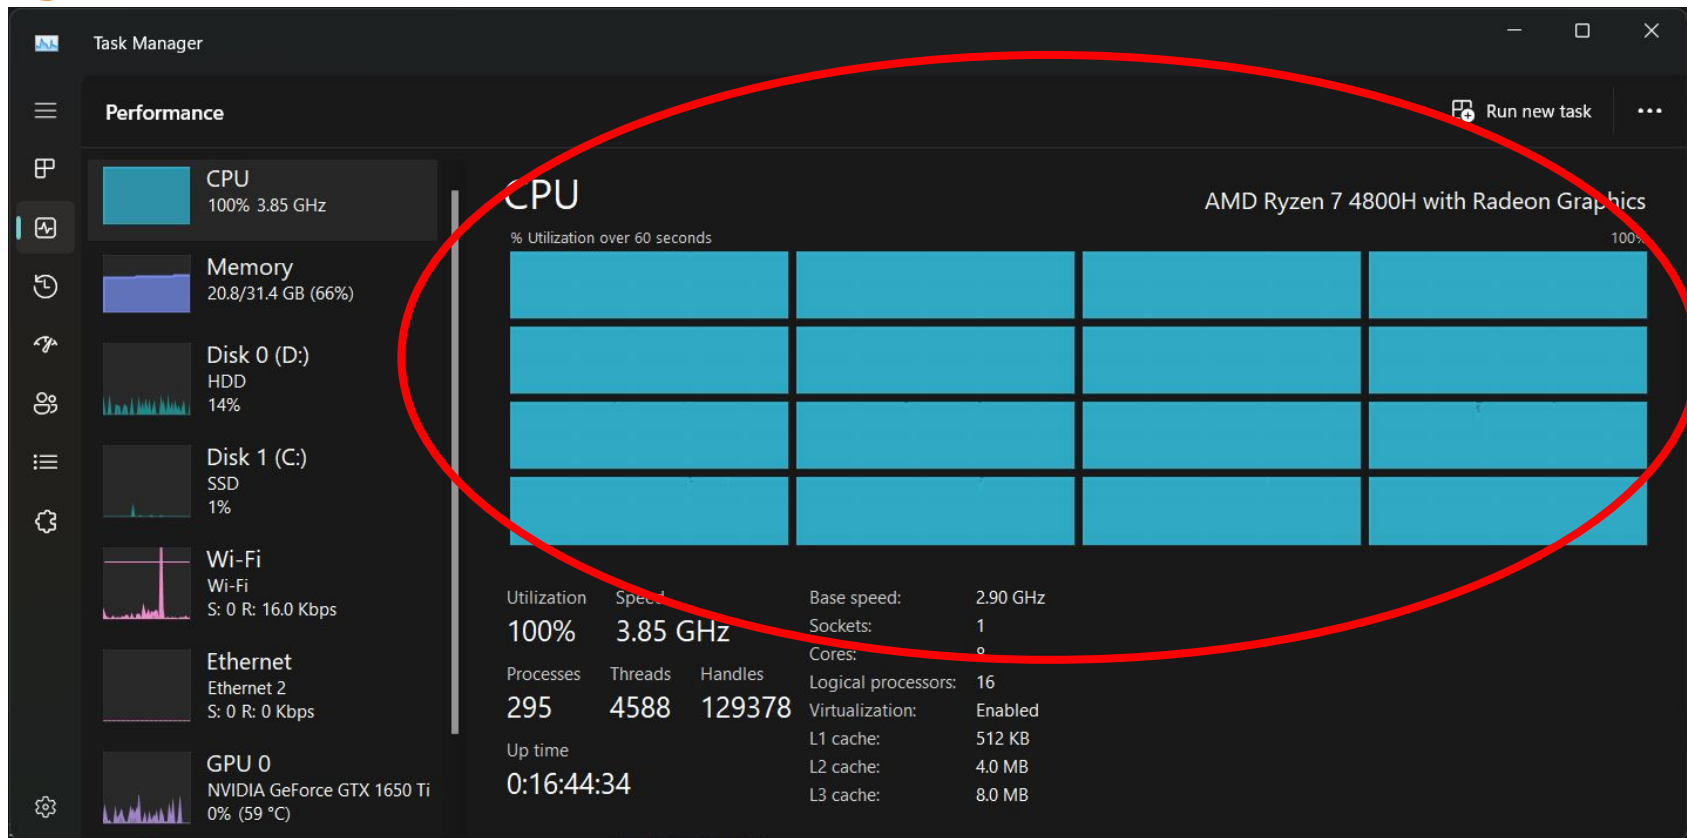 Task Manager
Performance
Run new task
CPU
100% 3.85 GHz
Memory
20.8/31.4 GB (66%)
Disk 0 (D:)
HDD
14%
Disk 1 (C:)
SSD
1%
Wi-Fi
Wi-Fi
S: 0 R: 16.0 Kbps
Ethernet
Ethernet 2
S: 0 R: 0 Kbps
GPU 0
NVIDIA GeForce GTX 1650 Ti
0% (59 °C)
CPU
AMD Ryzen 7 4800H with Radeon Graphics
% Utilization over 60 seconds
100%
Utilization Speed
100% 3.85 GHz
Processes Threads Handles
295 4588 129378
Up time
0:16:44:34
Base speed: 2.90 GHz
Sockets: 1
Cores: 8
Logical processors: 16
Virtualization: Enabled
L1 cache: 512 KB
L2 cache: 4.0 MB
L3 cache: 8.0 MB